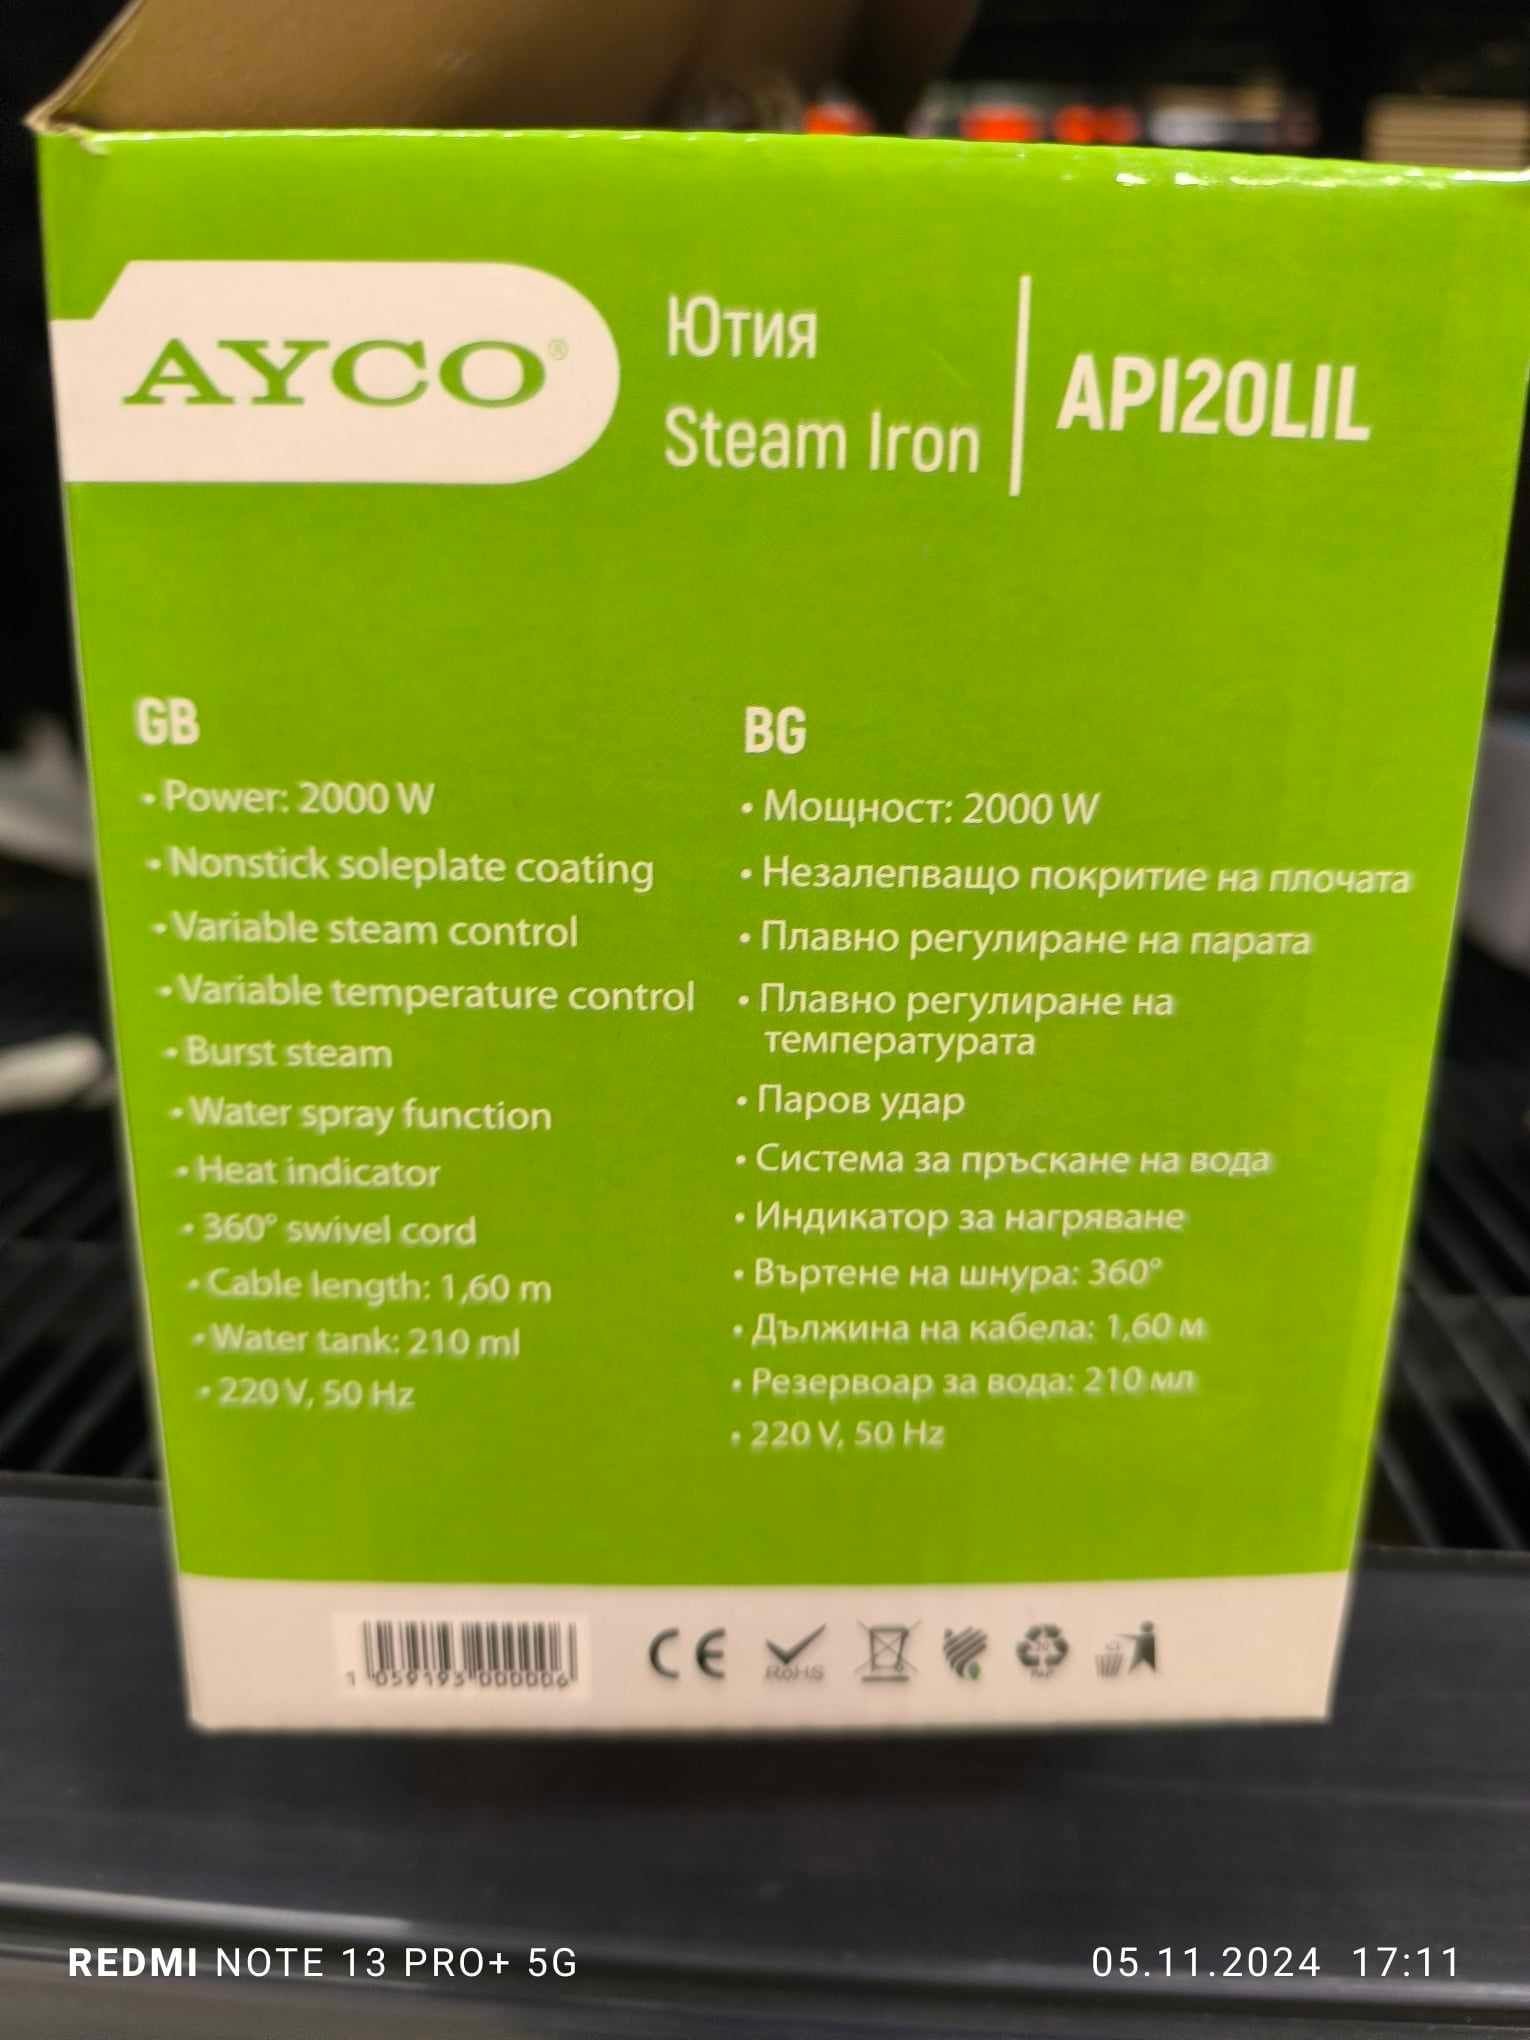 AYCO®
Ютия
Steam Iron
API20LIL
GB
• Power: 2000 W
• Nonstick soleplate coating
• Variable steam control
• Variable temperature control
• Burst steam
• Water spray function
• Heat indicator
• 360° swivel cord
• Cable length: 1,60 m
• Water tank: 210 ml
• 220 V, 50 Hz
BG
• Мощност: 2000 W
• Незалепващо покритие на плочата
• Плавно регулиране на парата
• Плавно регулиране на
температурата
• Паров удар
• Система за пръскане на вода
• Индикатор за нагряване
• Въртене на шнура: 360°
• Дължина на кабела: 1,60 м
• Резервоар за вода: 210 мл
• 220 V, 50 Hz
1 059193 000006
CE
RoHS
REDMI NOTE 13 PRO+ 5G
05.11.2024 17:11